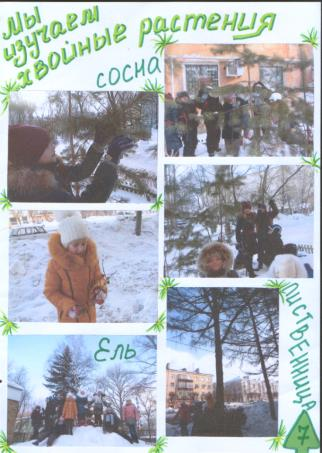 Мы
изучаем
хвойные растения
сосна
Ель
лиственница
7